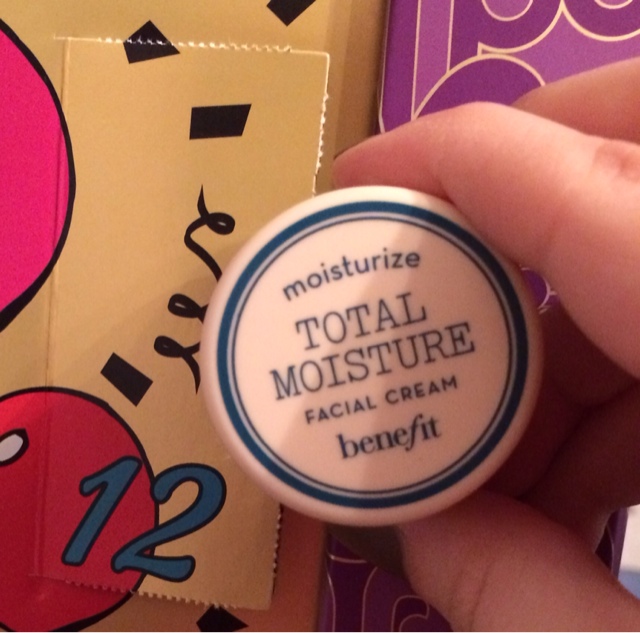 moisturize
TOTAL
MOISTURE
FACIAL CREAM
benefit
12